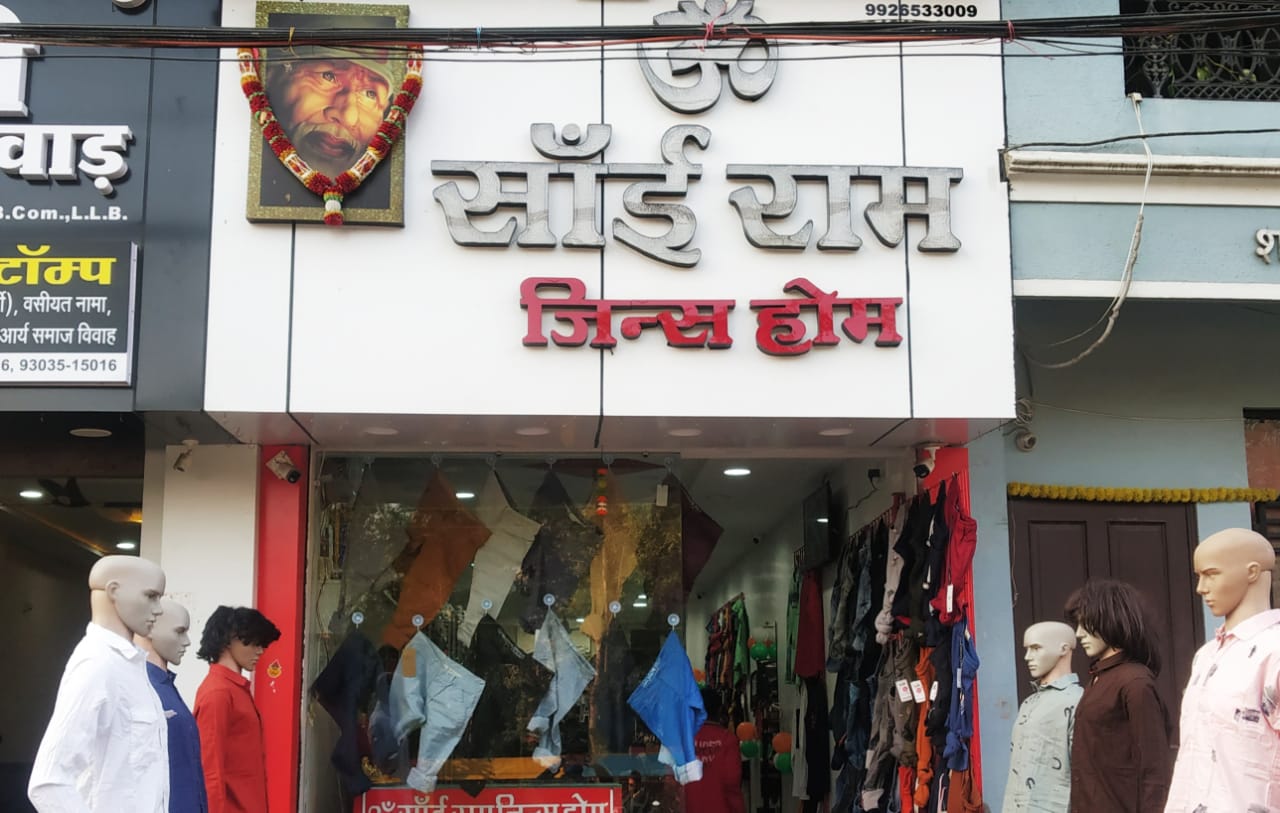 वाड़
B.Com.,L.L.B.
टॉम्प
वसीयत नामा,
आर्य समाज विवाह
6, 93035-15016
9926533009
ॐ
साँई राम
जिन्स होम
ॐ साँई राम जिन्स होम